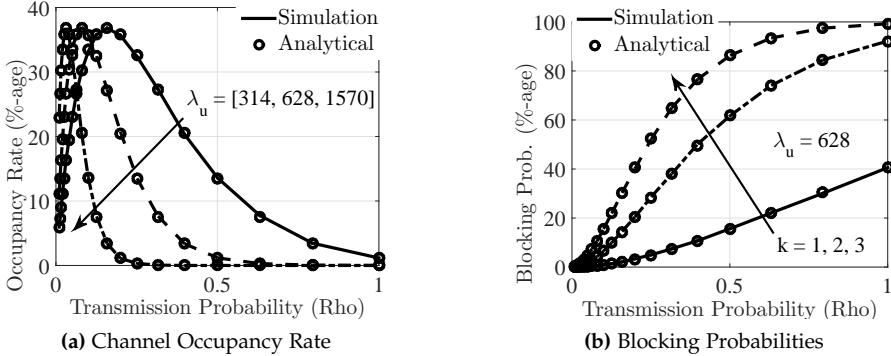 Simulation
Analytical
λu = [314, 628, 1570]
40
30
20
10
0
0
0.5
1
Occupancy Rate (%-age)
Transmission Probability (Rho)
(a) Channel Occupancy Rate
Simulation
Analytical
λu = 628
k = 1, 2, 3
100
80
60
40
20
0
0
0.5
1
Blocking Prob. (%-age)
Transmission Probability (Rho)
(b) Blocking Probabilities